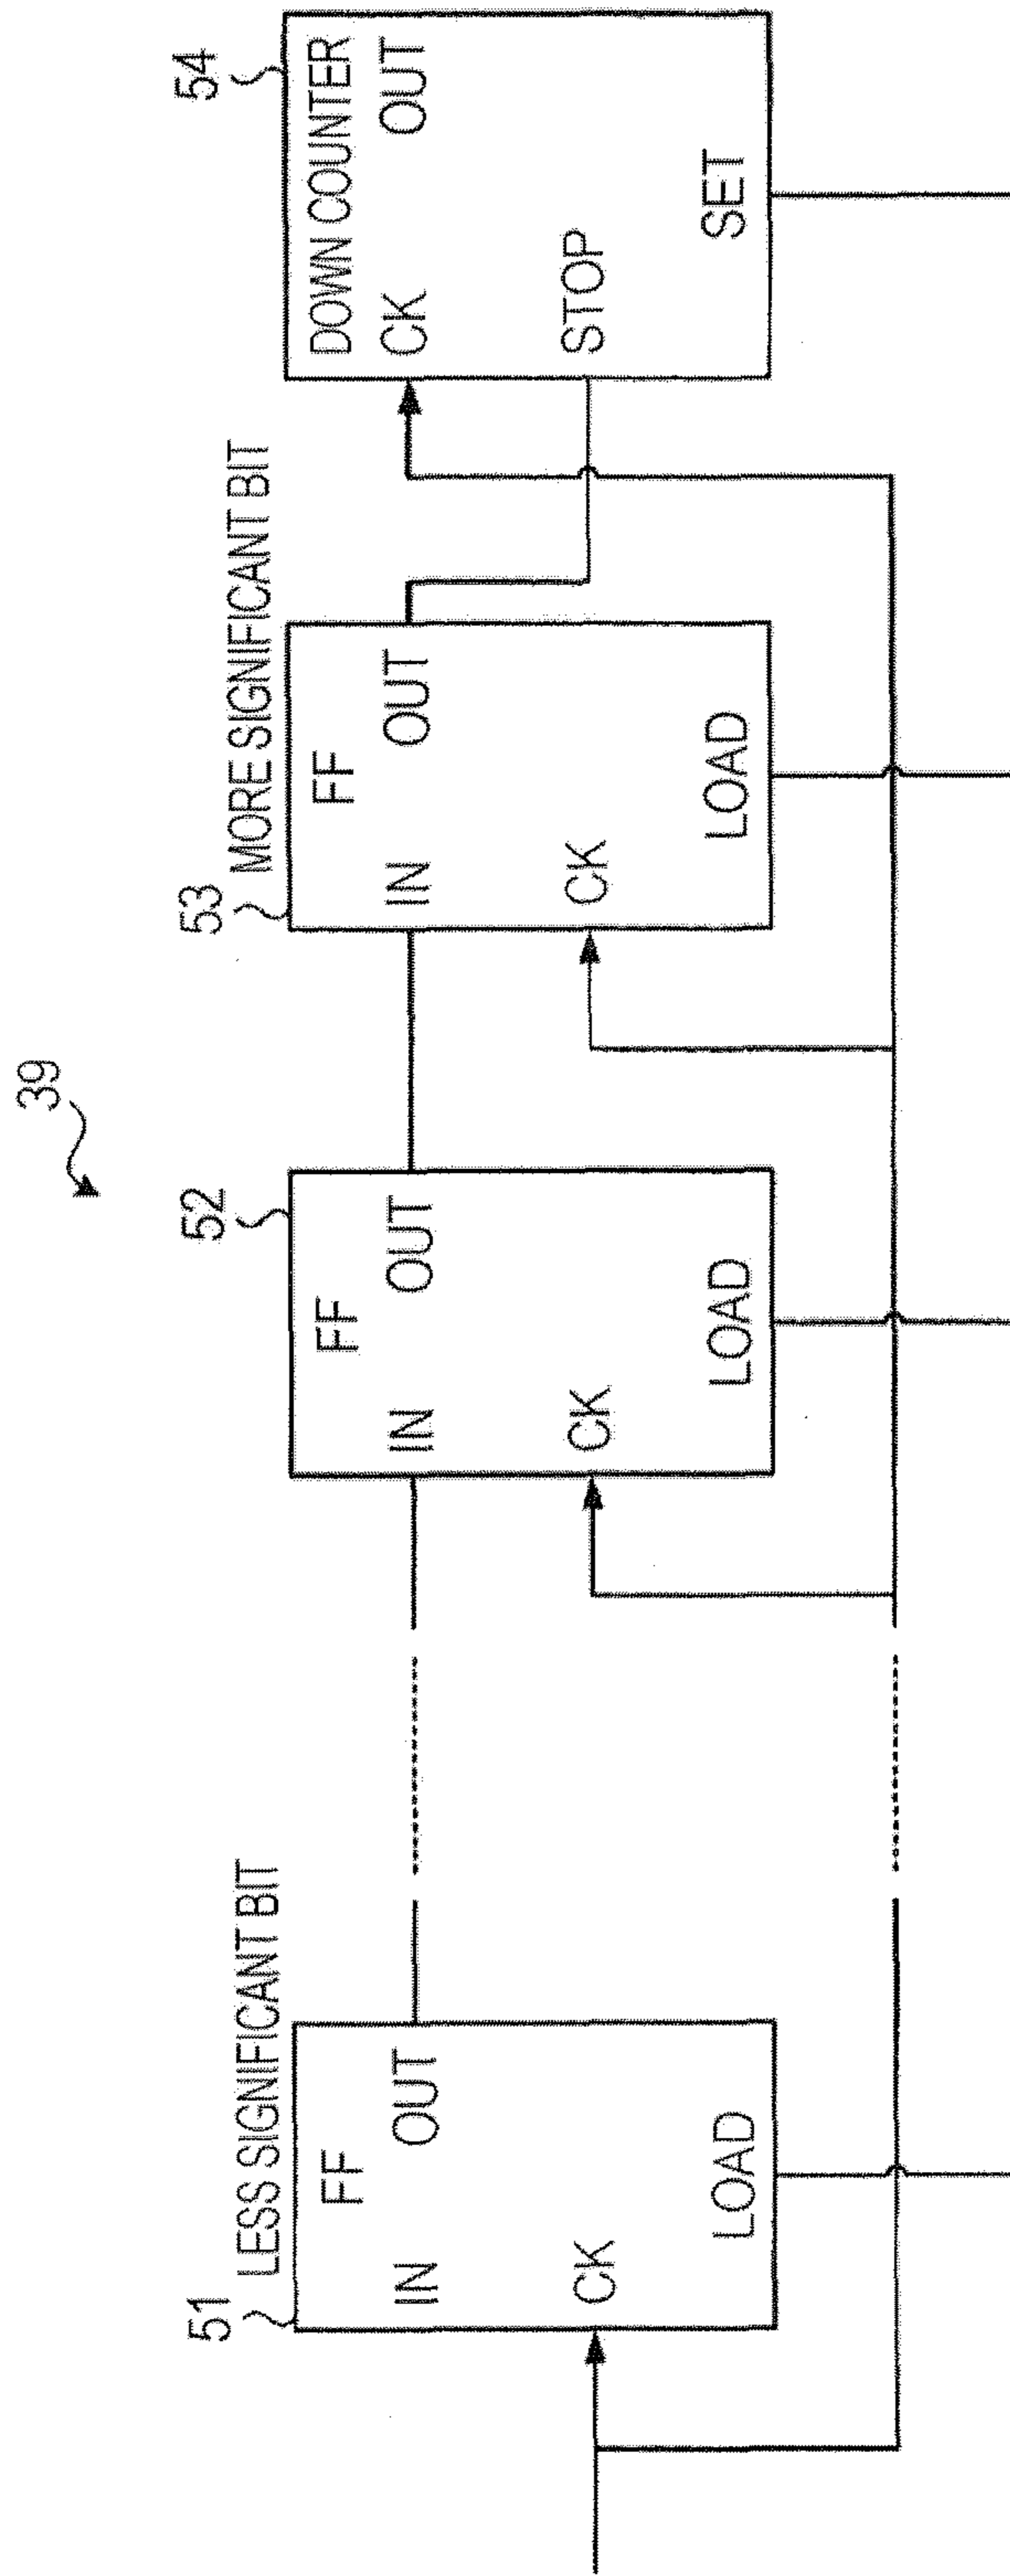 39
51
LESS SIGNIFICANT BIT
FF
IN
OUT
CK
LOAD
52
FF
IN
OUT
CK
LOAD
53
MORE SIGNIFICANT BIT
FF
IN
OUT
CK
LOAD
54
DOWN COUNTER
CK
OUT
STOP
SET